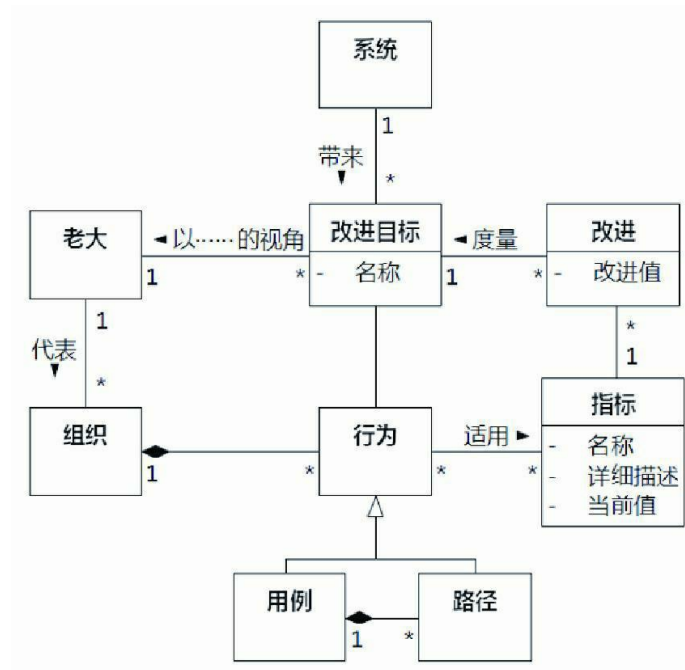 系统
1
带来
*
老大
以……的视角
改进目标
度量
改进
- 名称
- 改进值
1
*
1
*
1
*
代表
1
*
指标
组织
行为
适用
- 名称
- 详细描述
- 当前值
1
*
*
*
用例
路径
1
*